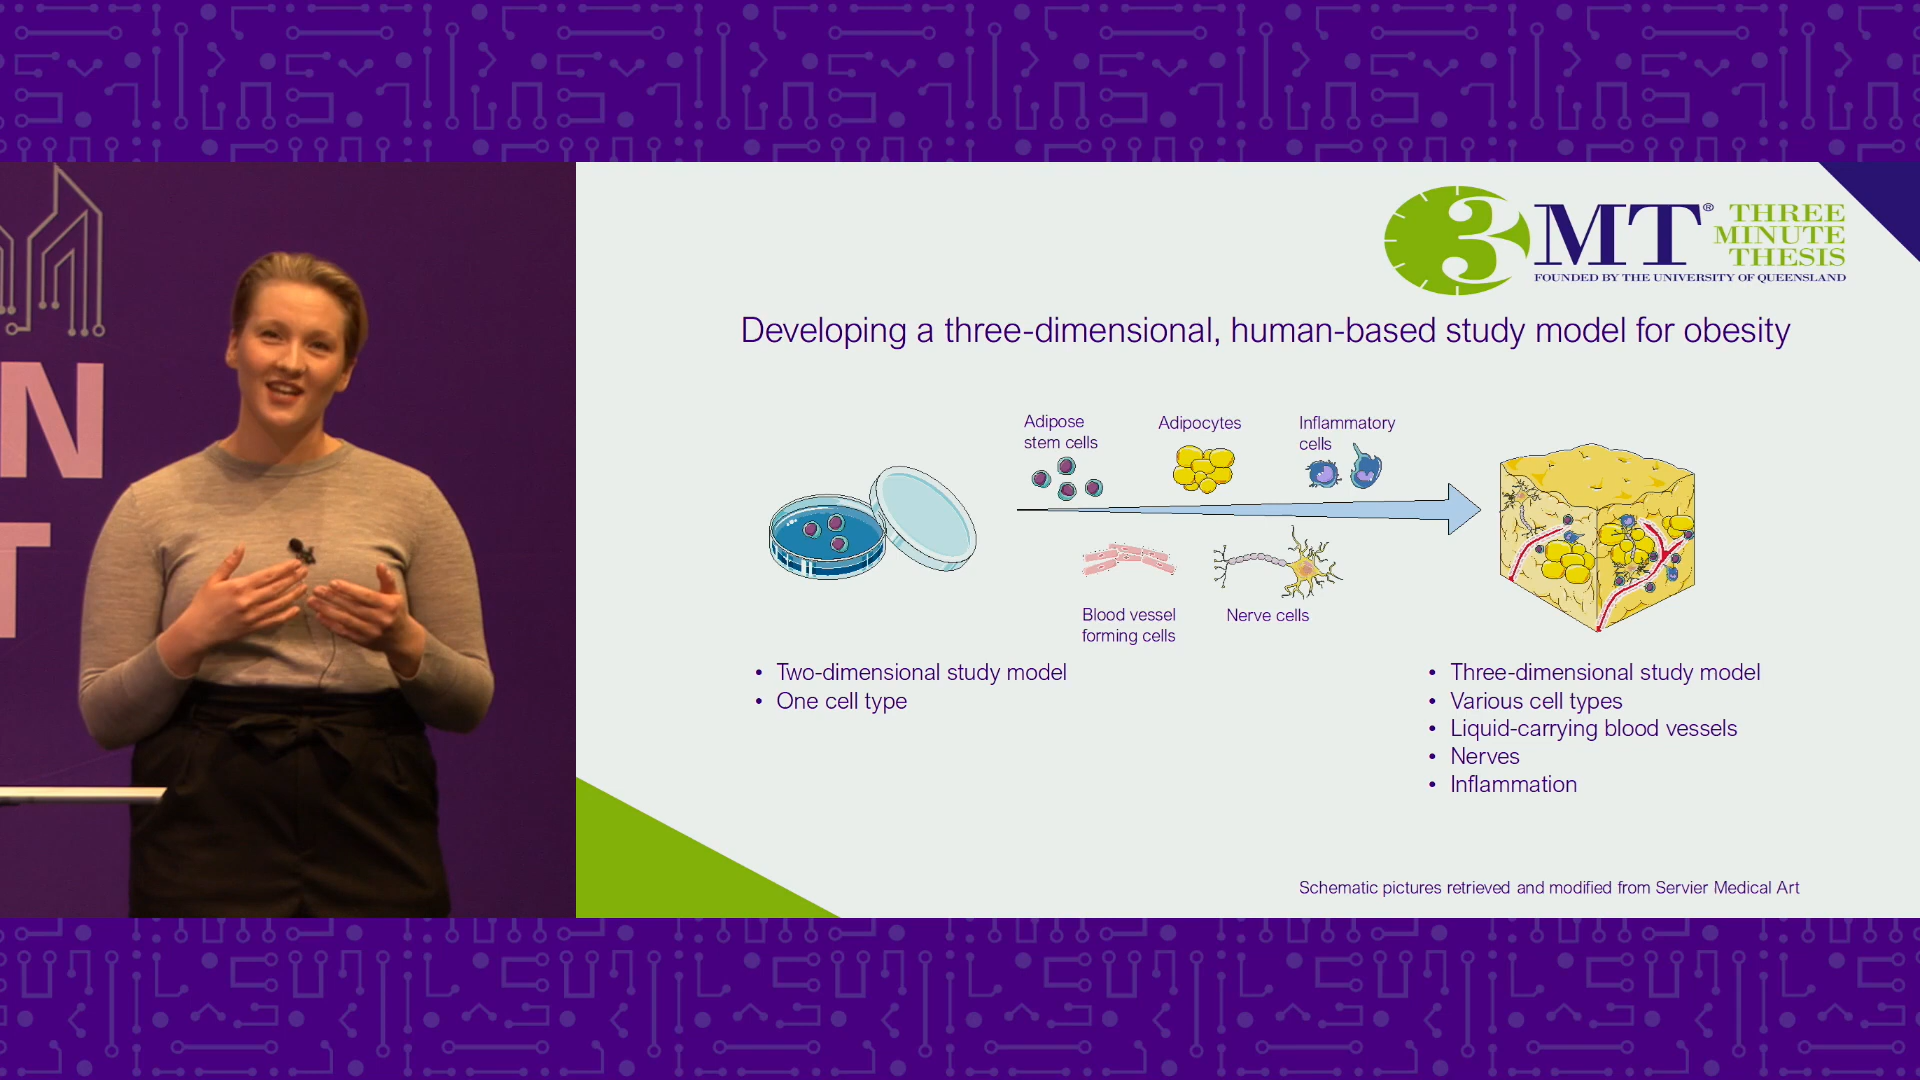 N
T
3MT® THREE
MINUTE
THESIS
FOUNDED BY THE UNIVERSITY OF QUEENSLAND
Developing a three-dimensional, human-based study model for obesity
Adipose
stem cells
Adipocytes
Inflammatory
cells
Blood vessel
forming cells
Nerve cells
• Two-dimensional study model
• One cell type
• Three-dimensional study model
• Various cell types
• Liquid-carrying blood vessels
• Nerves
• Inflammation
Schematic pictures retrieved and modified from Servier Medical Art